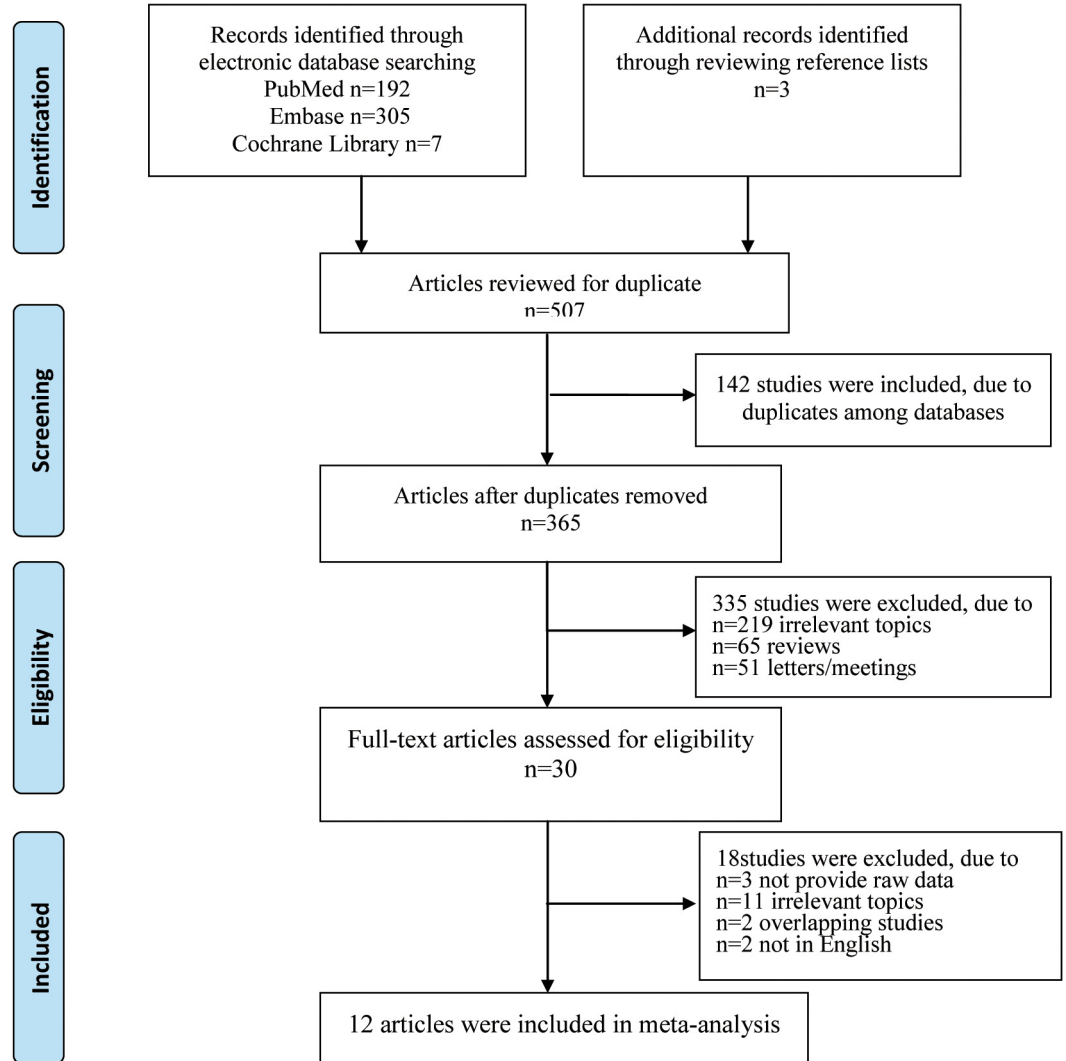 Identification
Records identified through
electronic database searching
PubMed n=192
Embase n=305
Cochrane Library n=7
Additional records identified
through reviewing reference lists
n=3
Articles reviewed for duplicate
n=507
Screening
142 studies were included, due to
duplicates among databases
Articles after duplicates removed
n=365
Eligibility
335 studies were excluded, due to
n=219 irrelevant topics
n=65 reviews
n=51 letters/meetings
Full-text articles assessed for eligibility
n=30
Included
18studies were excluded, due to
n=3 not provide raw data
n=11 irrelevant topics
n=2 overlapping studies
n=2 not in English
12 articles were included in meta-analysis